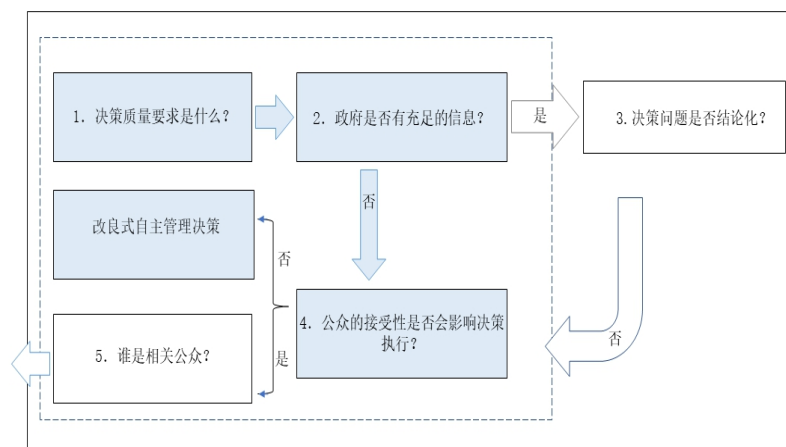 1. 决策质量要求是什么？
2. 政府是否有充足的信息？
是
3.决策问题是否结论化？
否
改良式自主管理决策
否
4. 公众的接受性是否会影响决策
执行？
5. 谁是相关公众？
是
否